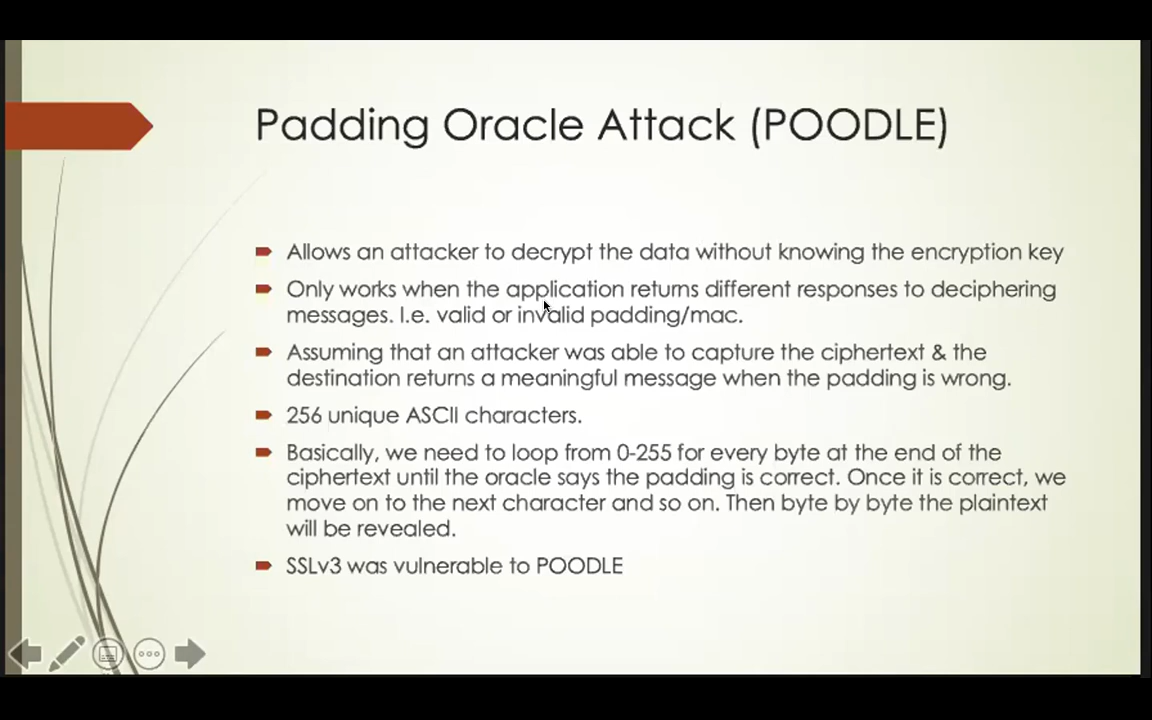 Padding Oracle Attack (POODLE)
Allows an attacker to decrypt the data without knowing the encryption key
Only works when the application returns different responses to deciphering
messages. I.e. valid or invalid padding/mac.
Assuming that an attacker was able to capture the ciphertext & the
destination returns a meaningful message when the padding is wrong.
256 unique ASCII characters.
Basically, we need to loop from 0-255 for every byte at the end of the
ciphertext until the oracle says the padding is correct. Once it is correct, we
move on to the next character and so on. Then byte by byte the plaintext
will be revealed.
SSLv3 was vulnerable to POODLE